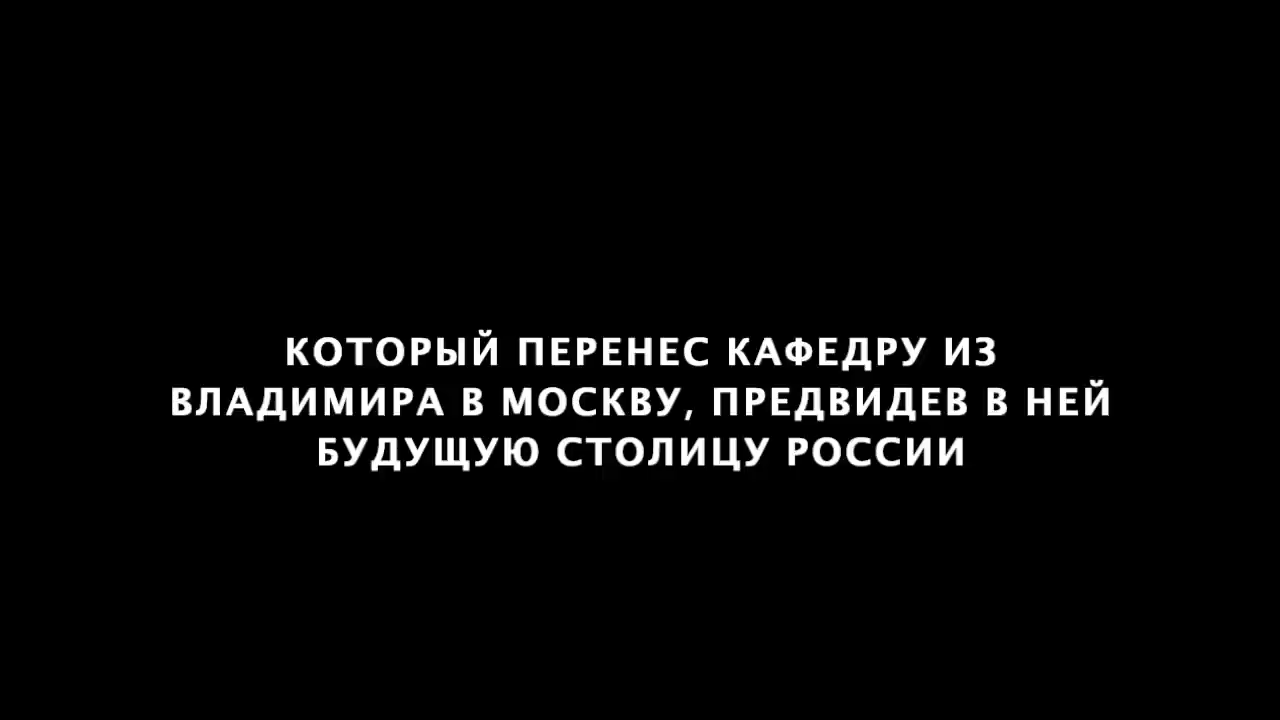 КОТОРЫЙ ПЕРЕНЕС КАФЕДРУ ИЗ
ВЛАДИМИРА В МОСКВУ, ПРЕДВИДЕВ В НЕЙ
БУДУЩУЮ СТОЛИЦУ РОССИИ